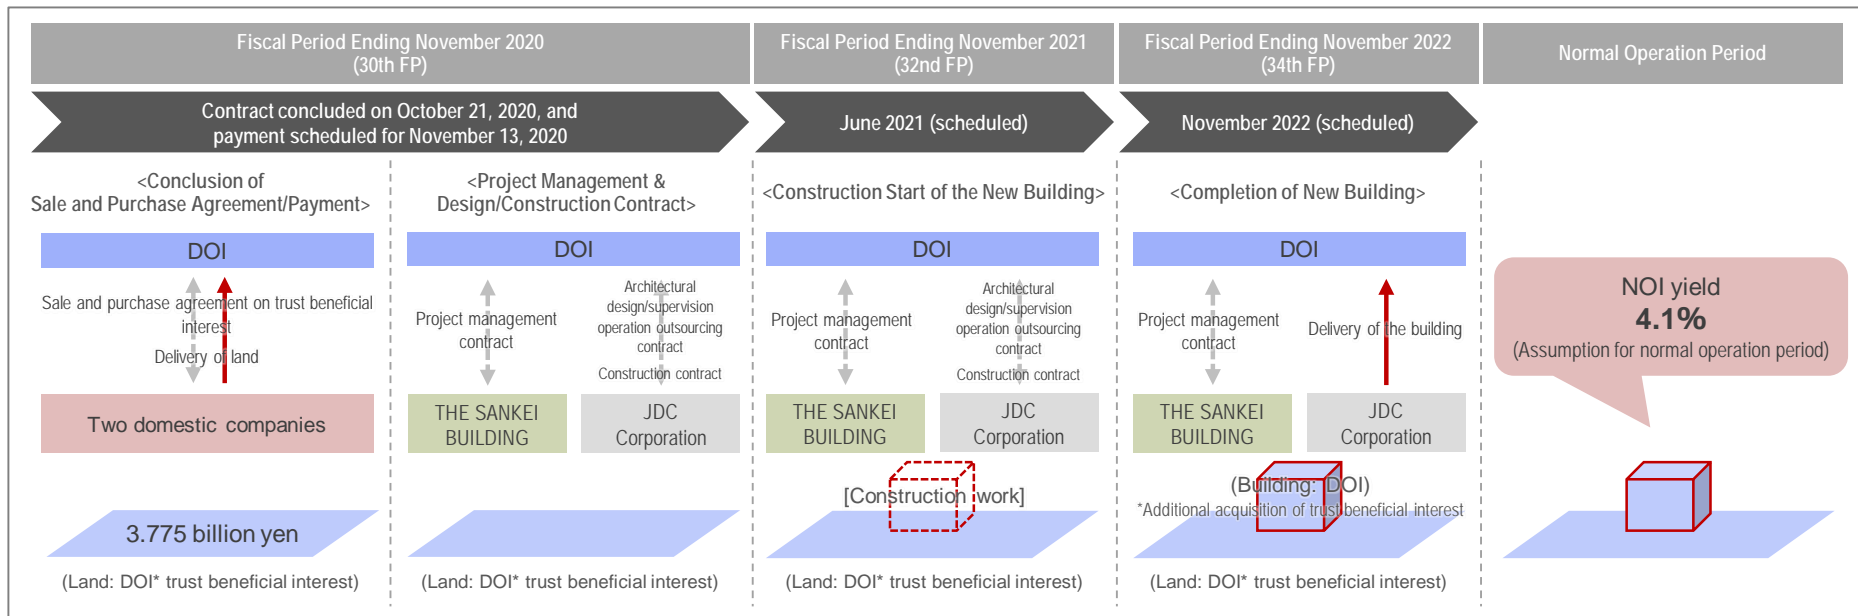 Fiscal Period Ending November 2020
(30th FP)
Fiscal Period Ending November 2021
(32nd FP)
Fiscal Period Ending November 2022
(34th FP)
Normal Operation Period
Contract concluded on October 21, 2020, and
payment scheduled for November 13, 2020
June 2021 (scheduled)
November 2022 (scheduled)
<Conclusion of
Sale and Purchase Agreement/Payment>
DOI
Sale and purchase agreement on trust beneficial
interest
Delivery of land
Two domestic companies
3.775 billion yen
(Land: DOI* trust beneficial interest)
<Project Management &
Design/Construction Contract>
DOI
Project management
contract
Architectural
design/supervision
operation outsourcing
contract
Construction contract
THE SANKEI
BUILDING
JDC
Corporation
(Land: DOI* trust beneficial interest)
<Construction Start of the New Building>
DOI
Project management
contract
Architectural
design/supervision
operation outsourcing
contract
Construction contract
THE SANKEI
BUILDING
JDC
Corporation
[Construction work]
(Land: DOI* trust beneficial interest)
<Completion of New Building>
DOI
Project management
contract
Delivery of the building
THE SANKEI
BUILDING
JDC
Corporation
(Building: DOI)
*Additional acquisition of trust beneficial interest
(Land: DOI* trust beneficial interest)
NOI yield
4.1%
(Assumption for normal operation period)